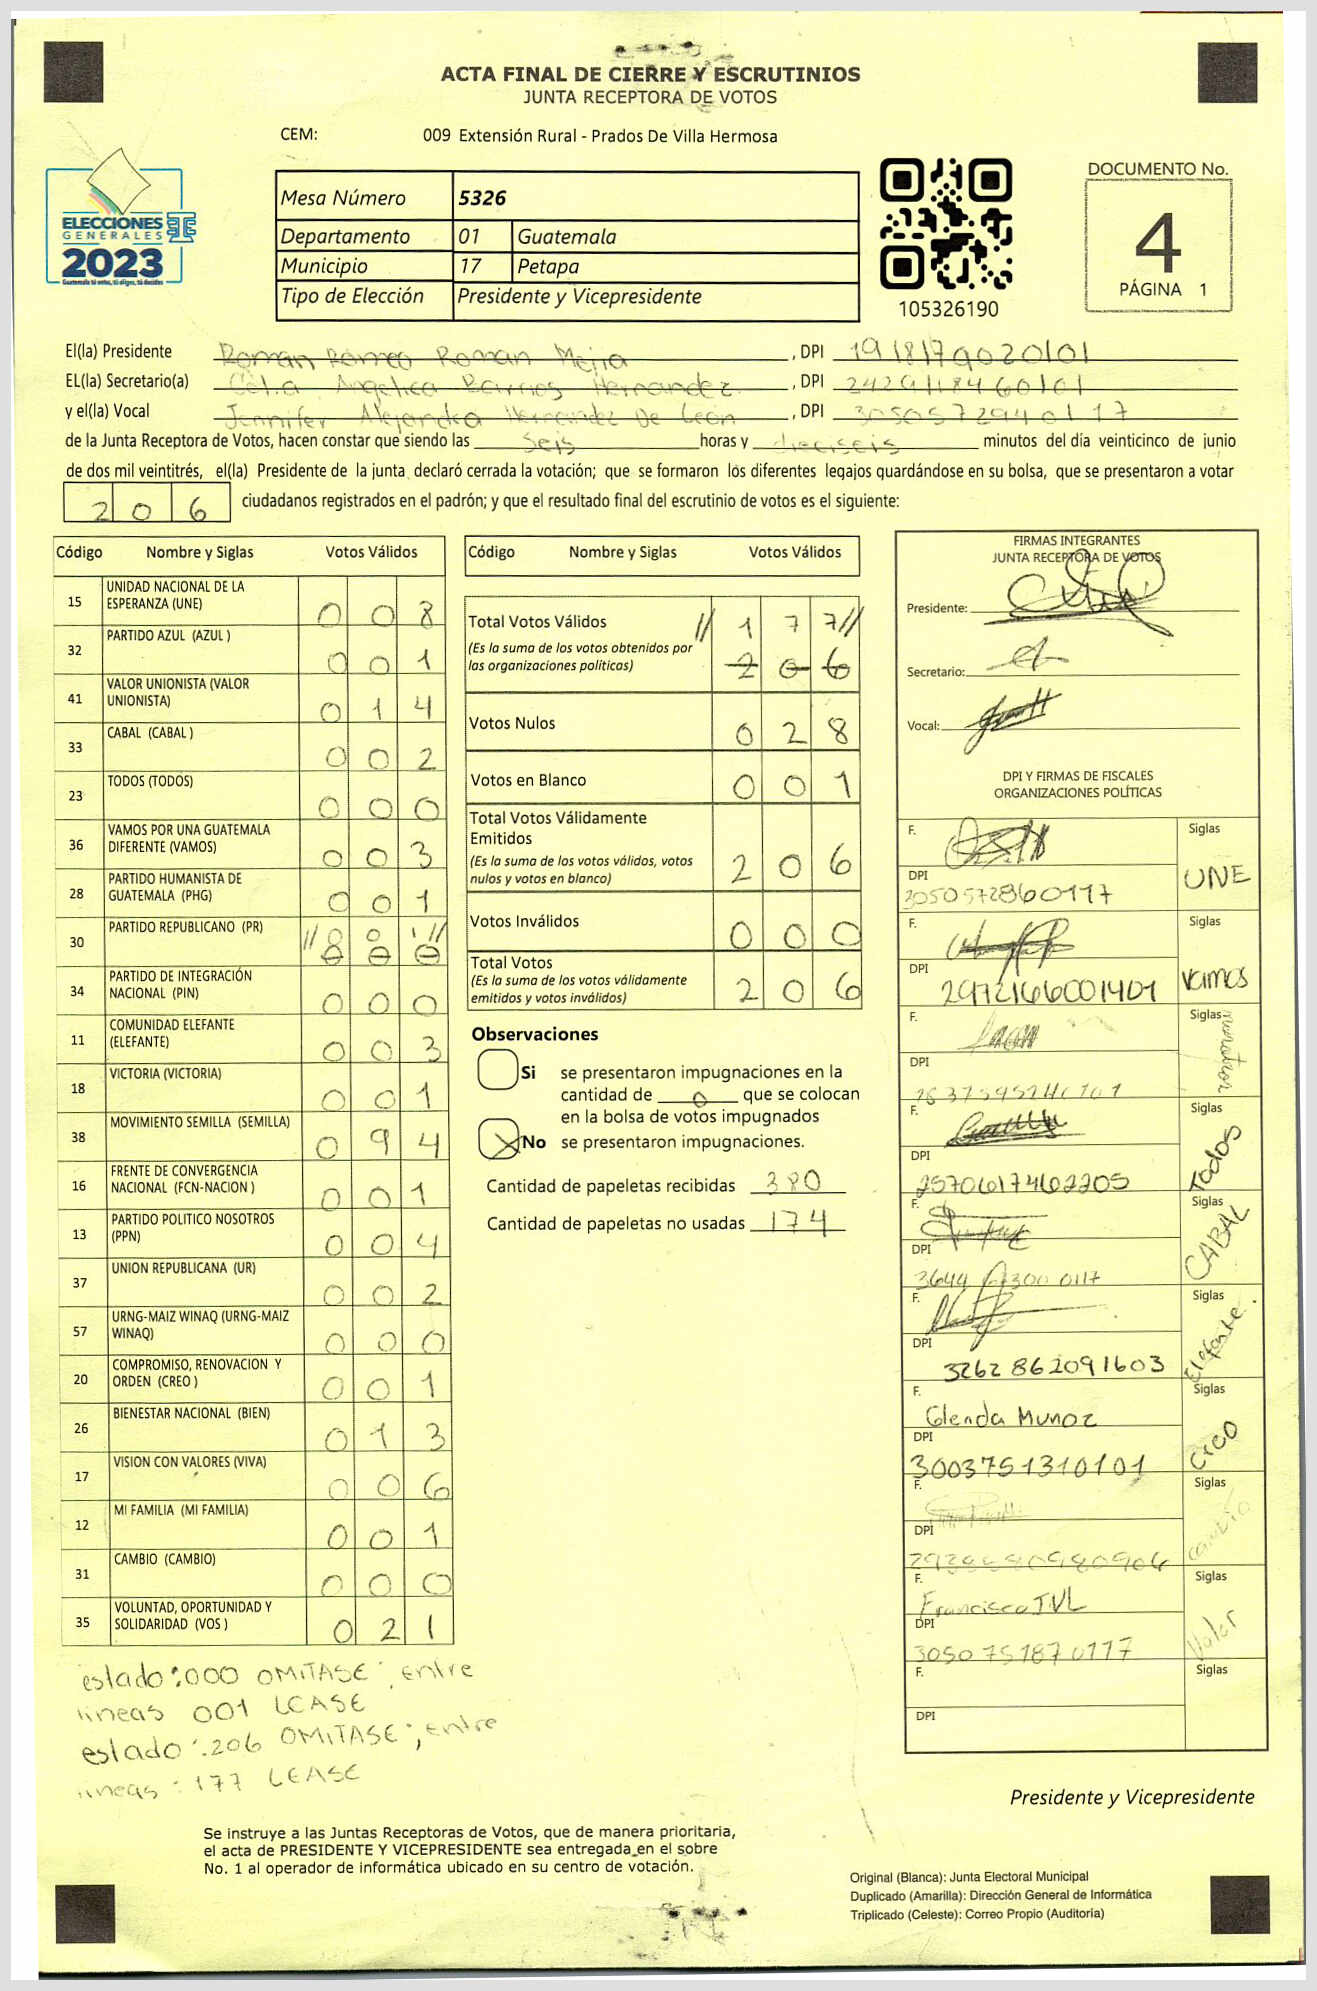 ACTA FINAL DE CIERRE Y ESCRUTINIOS
JUNTA RECEPTORA DE VOTOS
CEM: 009 Extensión Rural - Prados De Villa Hermosa
ELECCIONES
GENERALES
2023
Mesa Número 5326
Departamento 01 Guatemala
Municipio 17 Petapa
Tipo de Elección Presidente y Vicepresidente
105326190
DOCUMENTO No.
4
PÁGINA 1
El(la) Presidente Roman Romeo Roman Mejia, DPI
EL(la) Secretario(a) Angelica Barrios Hernandez, DPI
y el(la) Vocal Jennifer Alejandra Hernandez De León, DPI 3050572940117
de la Junta Receptora de Votos, hacen constar que siendo las seis horas y dieciseis minutos del día veinticinco de junio
de dos mil veintitrés, el(la) Presidente de la junta declaró cerrada la votación; que se formaron los diferentes legajos quardándose en su bolsa, que se presentaron a votar
206 ciudadanos registrados en el padrón; y que el resultado final del escrutinio de votos es el siguiente:
Código Nombre y Siglas Votos Válidos
15 UNIDAD NACIONAL DE LA ESPERANZA (UNE) 0 0 8
32 PARTIDO AZUL (AZUL ) 0 0 1
41 VALOR UNIONISTA (VALOR UNIONISTA) 0 1 4
33 CABAL (CABAL ) 0 0 2
23 TODOS (TODOS) 0 0 0
36 VAMOS POR UNA GUATEMALA DIFERENTE (VAMOS) 0 0 3
28 PARTIDO HUMANISTA DE GUATEMALA (PHG) 0 0 1
30 PARTIDO REPUBLICANO (PR) // 0 0 1 //
0 0 0
34 PARTIDO DE INTEGRACIÓN NACIONAL (PIN) 0 0 0
11 COMUNIDAD ELEFANTE (ELEFANTE) 0 0 3
18 VICTORIA (VICTORIA) 0 0 1
38 MOVIMIENTO SEMILLA (SEMILLA) 0 9 4
16 FRENTE DE CONVERGENCIA NACIONAL (FCN-NACION ) 0 0 1
13 PARTIDO POLITICO NOSOTROS (PPN) 0 0 4
37 UNION REPUBLICANA (UR) 0 0 2
57 URNG-MAIZ WINAQ (URNG-MAIZ WINAQ) 0 0 0
20 COMPROMISO, RENOVACION Y ORDEN (CREO ) 0 0 1
26 BIENESTAR NACIONAL (BIEN) 0 1 3
17 VISION CON VALORES (VIVA) 0 0 6
12 MI FAMILIA (MI FAMILIA) 0 0 1
31 CAMBIO (CAMBIO) 0 0 0
35 VOLUNTAD, OPORTUNIDAD Y SOLIDARIDAD (VOS ) 0 2 1
estado: 000 OMITASE; entre
lineas 001 LEASE
estado: 206 OMITASE; entre
lineas: 177 LEASE
Código Nombre y Siglas Votos Válidos
Total Votos Válidos // 1 7 7 //
(Es la suma de los votos obtenidos por
las organizaciones políticas) 2 0 6
Votos Nulos 0 2 8
Votos en Blanco 0 0 1
Total Votos Válidamente
Emitidos
(Es la suma de los votos válidos, votos
nulos y votos en blanco) 2 0 6
Votos Inválidos 0 0 0
Total Votos
(Es la suma de los votos válidamente
emitidos y votos inválidos) 2 0 6
Observaciones
Si se presentaron impugnaciones en la
cantidad de 0 que se colocan
en la bolsa de votos impugnados
X No se presentaron impugnaciones.
Cantidad de papeletas recibidas 380
Cantidad de papeletas no usadas 174
FIRMAS INTEGRANTES
JUNTA RECEPTORA DE VOTOS
Presidente:
Secretario:
Vocal:
DPI Y FIRMAS DE FISCALES
ORGANIZACIONES POLÍTICAS
F. Siglas
DPI UNE
3050572860117
F. Siglas
DPI Vamos
2972166001401
F. Siglas
DPI
F. Siglas
DPI Todos
2570617462205
F. Siglas
DPI CABAL
F. Siglas
DPI Elefante
3262862091603
F. Siglas
Glenda Munoz
DPI
3003751310101
F. Siglas
DPI cambio
F. Siglas
Francisco JVL
DPI Valor
3050751870117
F. Siglas
DPI
Presidente y Vicepresidente
Se instruye a las Juntas Receptoras de Votos, que de manera prioritaria,
el acta de PRESIDENTE Y VICEPRESIDENTE sea entregada en el sobre
No. 1 al operador de informática ubicado en su centro de votación.
Original (Blanca): Junta Electoral Municipal
Duplicado (Amarilla): Dirección General de Informática
Triplicado (Celeste): Correo Propio (Auditoría)